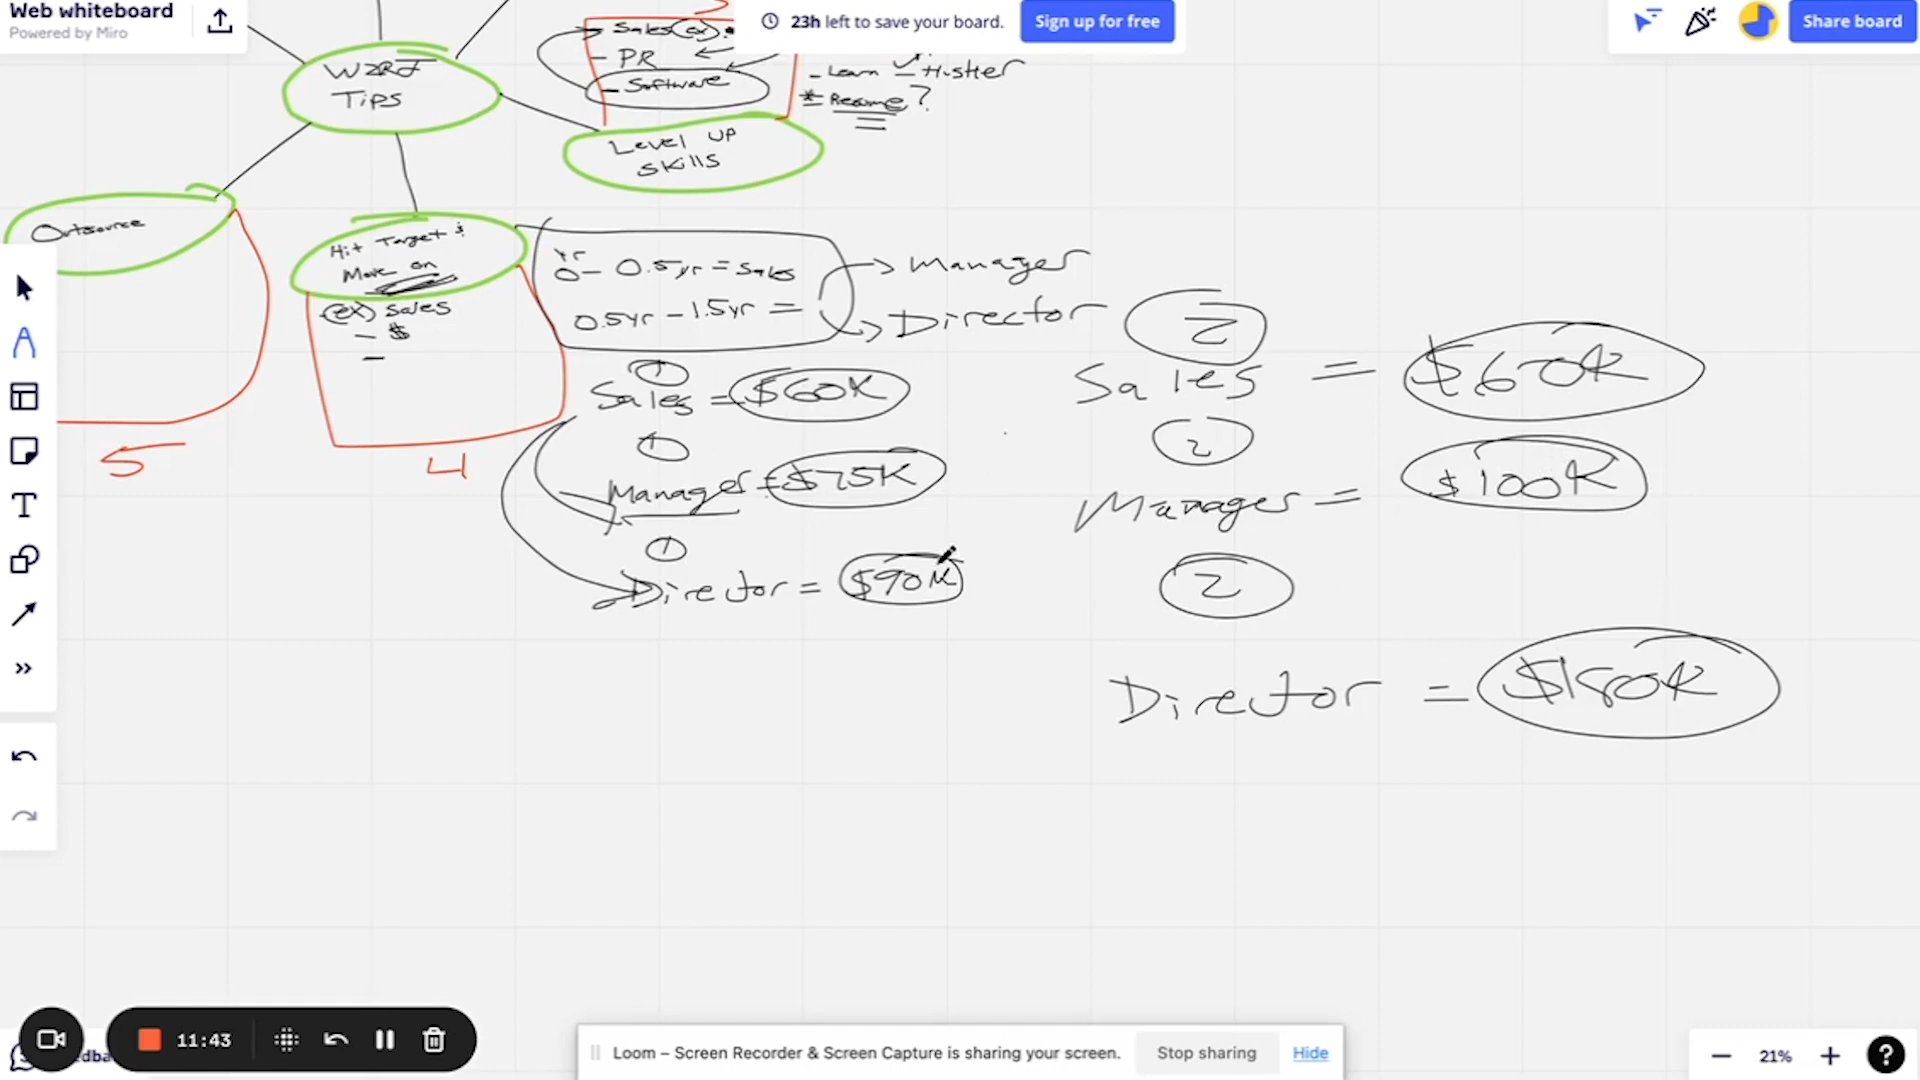 Web whiteboard
Powered by Miro
23h left to save your board.
Sign up for free
Share board
Tips
- Sales (ex)
- PR
- Software
- Learn - Hustler
* Resume?
Level UP
skills
Outsource
5
Hit Target &
Move on
(ex) Sales
- $
-
4
yr
0 - 0.5yr = sales
0.5yr - 1.5yr =
Manager
Director
1
Sales = $60K
1
Manager = $75K
1
Director = $90K
2
Sales = $60K
2
Manager = $100K
2
Director =
11:43
Loom – Screen Recorder & Screen Capture is sharing your screen.
Stop sharing
Hide
21%
?